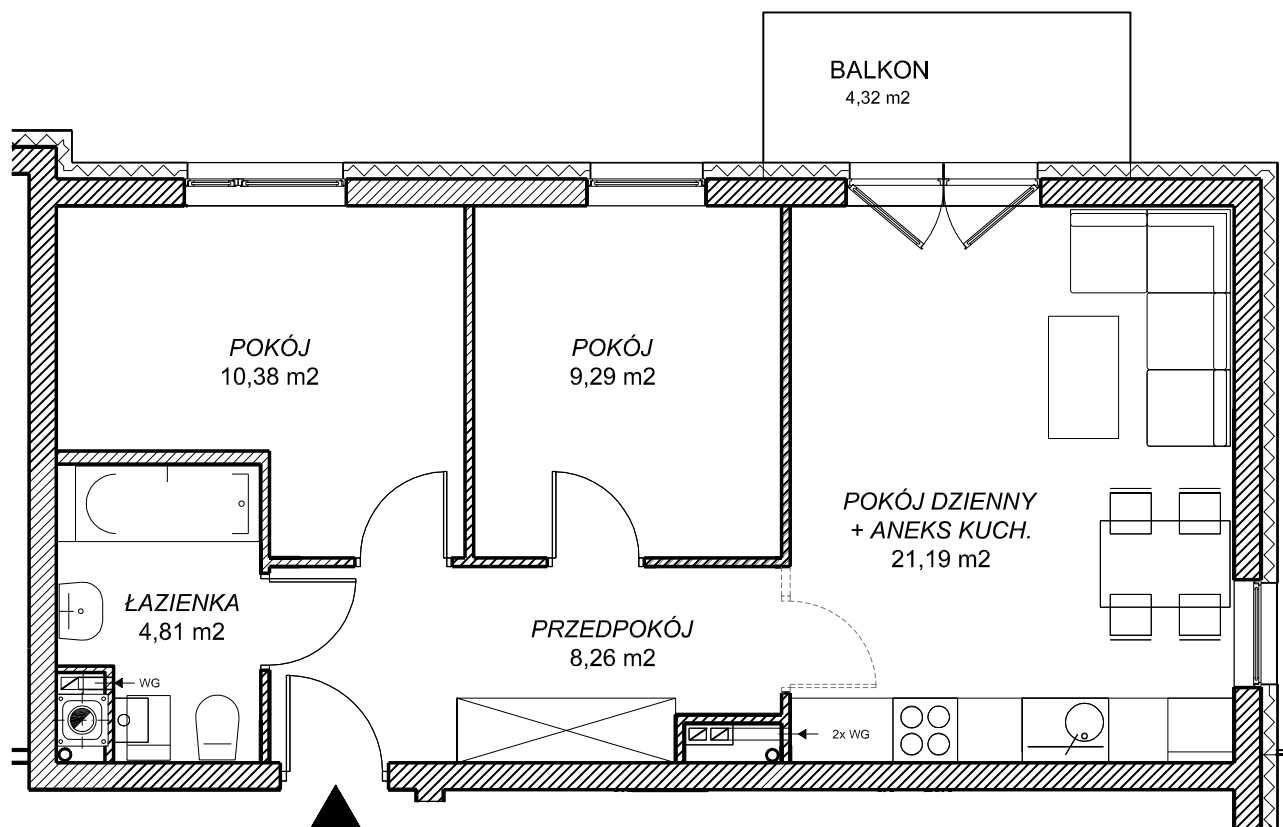 BALKON
4,32 m2
POKÓJ
10,38 m2
POKÓJ
9,29 m2
POKÓJ DZIENNY
+ ANEKS KUCH.
21,19 m2
ŁAZIENKA
4,81 m2
PRZEDPOKÓJ
8,26 m2
WG
2x WG